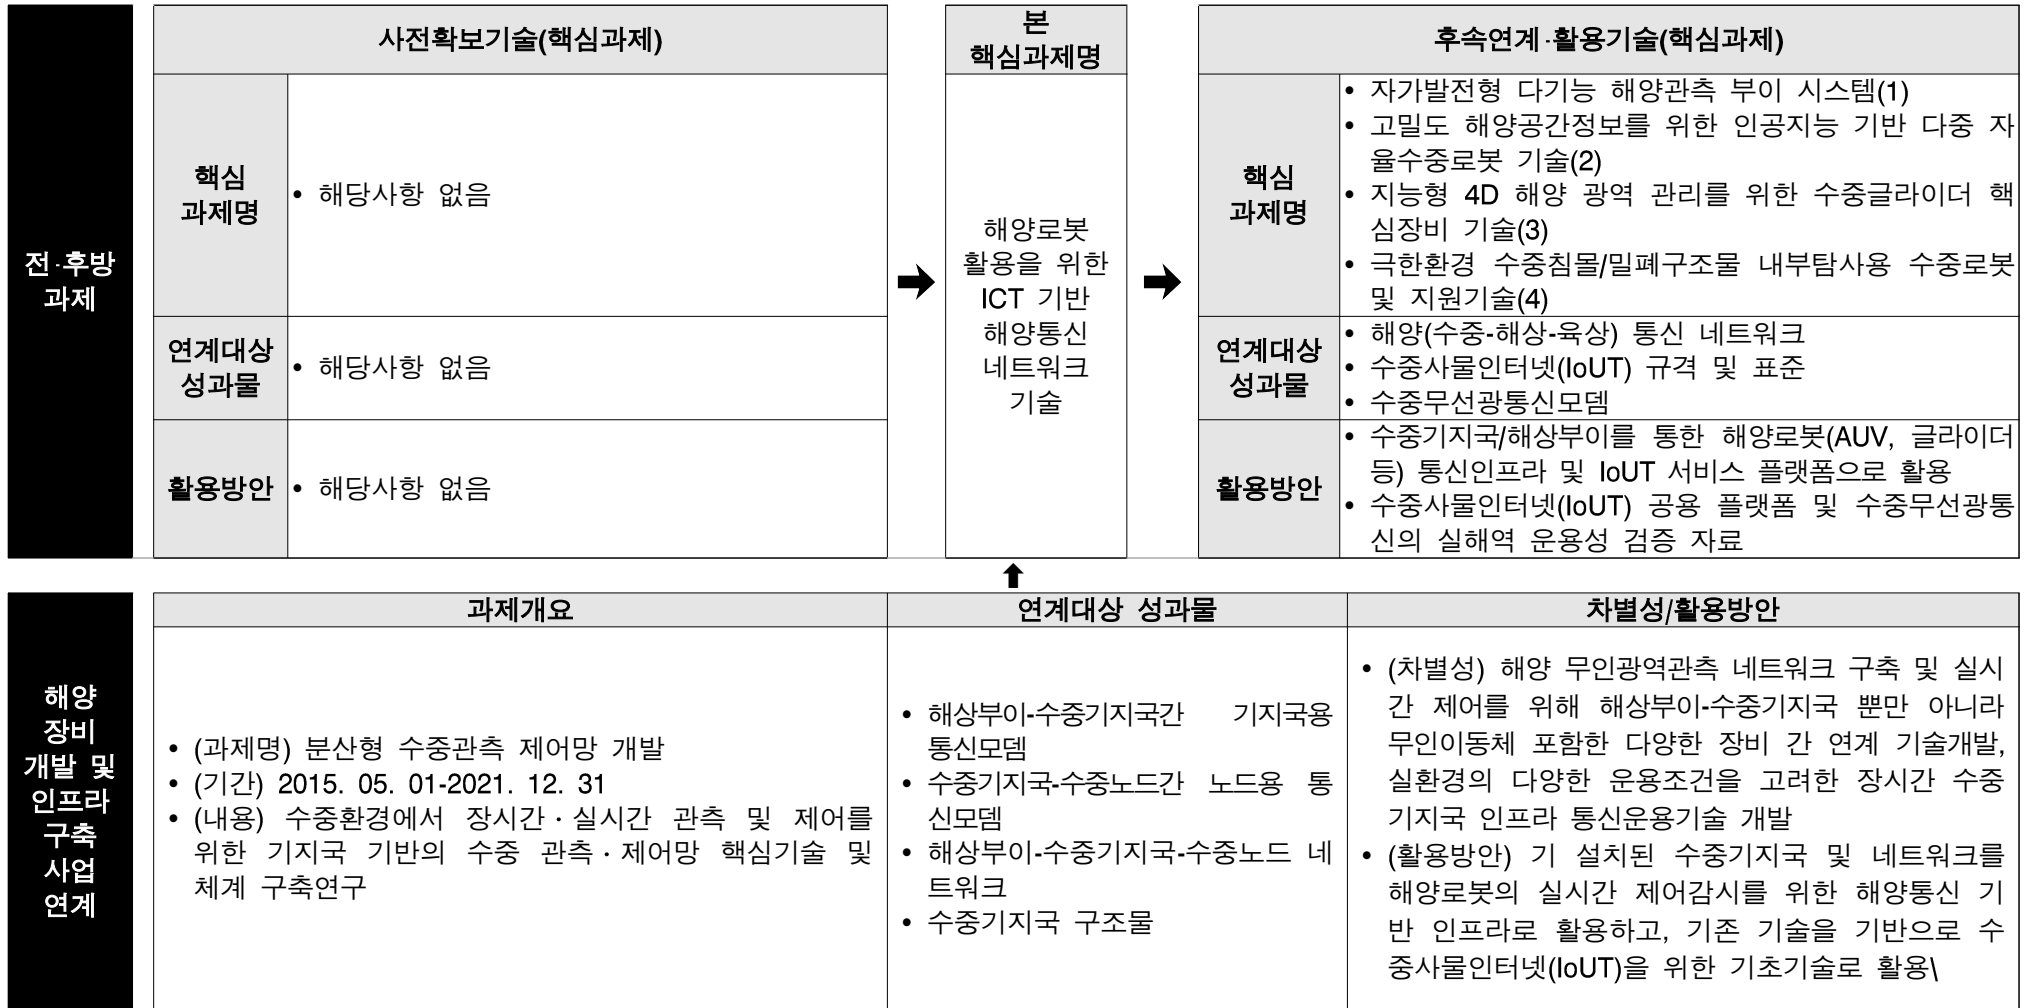 전·후방
과제
사전확보기술(핵심과제)
핵심
과제명
• 해당사항 없음
연계대상
성과물
• 해당사항 없음
활용방안
• 해당사항 없음
본
핵심과제명
해양로봇
활용을 위한
ICT 기반
해양통신
네트워크
기술
후속연계·활용기술(핵심과제)
핵심
과제명
• 자가발전형 다기능 해양관측 부이 시스템(1)
• 고밀도 해양공간정보를 위한 인공지능 기반 다중 자
율수중로봇 기술(2)
• 지능형 4D 해양 광역 관리를 위한 수중글라이더 핵
심장비 기술(3)
• 극한환경 수중침몰/밀폐구조물 내부탐사용 수중로봇
및 지원기술(4)
연계대상
성과물
• 해양(수중-해상-육상) 통신 네트워크
• 수중사물인터넷(IoUT) 규격 및 표준
• 수중무선광통신모뎀
활용방안
• 수중기지국/해상부이를 통한 해양로봇(AUV, 글라이더
등) 통신인프라 및 IoUT 서비스 플랫폼으로 활용
• 수중사물인터넷(IoUT) 공용 플랫폼 및 수중무선광통
신의 실해역 운용성 검증 자료
해양
장비
개발 및
인프라
구축
사업
연계
과제개요
• (과제명) 분산형 수중관측 제어망 개발
• (기간) 2015. 05. 01-2021. 12. 31
• (내용) 수중환경에서 장시간·실시간 관측 및 제어를
위한 기지국 기반의 수중 관측·제어망 핵심기술 및
체계 구축연구
연계대상 성과물
• 해상부이-수중기지국간 기지국용
통신모뎀
• 수중기지국-수중노드간 노드용 통
신모뎀
• 해상부이-수중기지국-수중노드 네
트워크
• 수중기지국 구조물
차별성/활용방안
• (차별성) 해양 무인광역관측 네트워크 구축 및 실시
간 제어를 위해 해상부이-수중기지국 뿐만 아니라
무인이동체 포함한 다양한 장비 간 연계 기술개발,
실환경의 다양한 운용조건을 고려한 장시간 수중
기지국 인프라 통신운용기술 개발
• (활용방안) 기 설치된 수중기지국 및 네트워크를
해양로봇의 실시간 제어감시를 위한 해양통신 기
반 인프라로 활용하고, 기존 기술을 기반으로 수
중사물인터넷(IoUT)을 위한 기초기술로 활용\